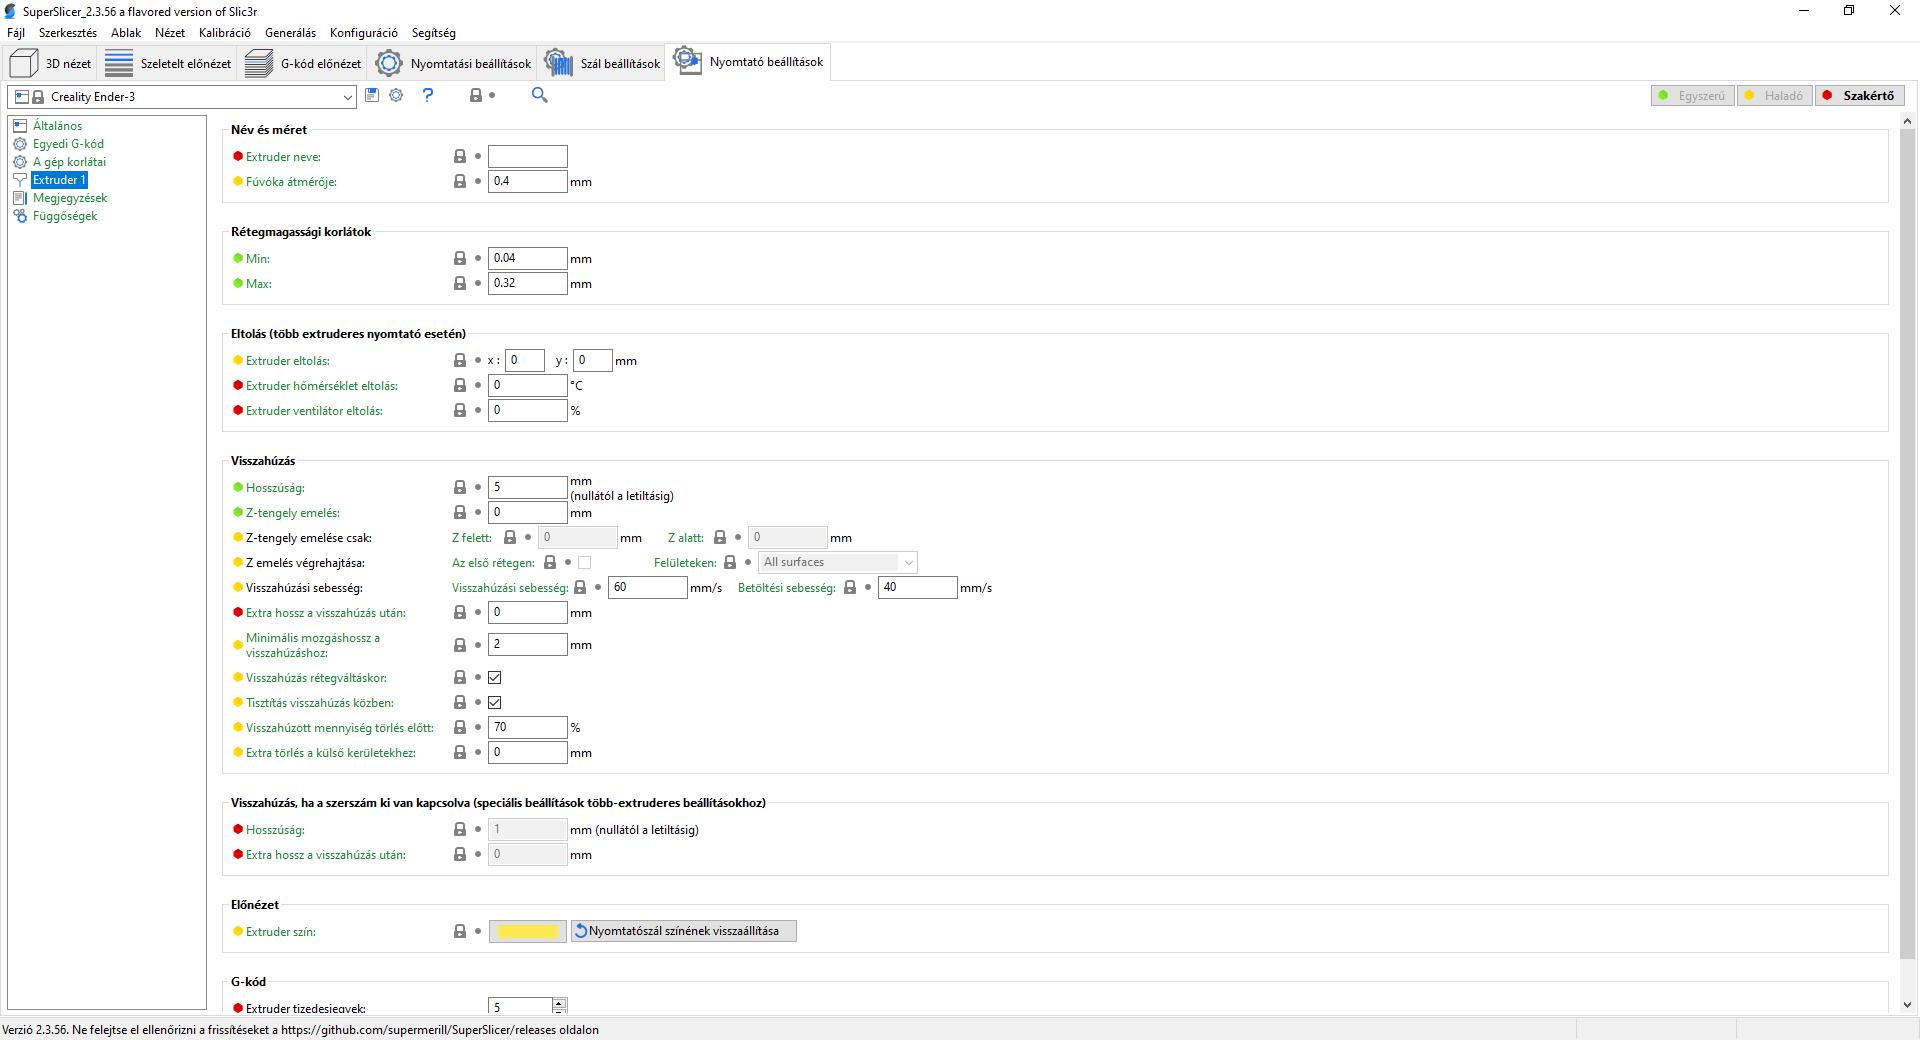 SuperSlicer_2.3.56 a flavored version of Slic3r
Fájl Szerkesztés Ablak Nézet Kalibráció Generálás Konfiguráció Segítség
3D nézet Szeletelt előnézet G-kód előnézet Nyomtatási beállítások Szál beállítások Nyomtató beállítások
Creality Ender-3 ? Egyszerű Haladó Szakértő
Általános
Egyedi G-kód
A gép korlátai
Extruder 1
Megjegyzések
Függőségek
Név és méret
Extruder neve:
Fúvóka átmérője: 0.4 mm
Rétegmagassági korlátok
Min: 0.04 mm
Max: 0.32 mm
Eltolás (több extruderes nyomtató esetén)
Extruder eltolás: x : 0 y : 0 mm
Extruder hőmérséklet eltolás: 0 °C
Extruder ventilátor eltolás: 0 %
Visszahúzás
Hosszúság: 5 mm
(nullától a letiltásig)
Z-tengely emelés: 0 mm
Z-tengely emelése csak: Z felett: 0 mm Z alatt: 0 mm
Z emelés végrehajtása: Az első rétegen: Felületeken: All surfaces
Visszahúzási sebesség: Visszahúzási sebesség: 60 mm/s Betöltési sebesség: 40 mm/s
Extra hossz a visszahúzás után: 0 mm
Minimális mozgáshossz a
visszahúzáshoz: 2 mm
Visszahúzás rétegváltáskor:
Tisztítás visszahúzás közben:
Visszahúzott mennyiség törlés előtt: 70 %
Extra törlés a külső kerületekhez: 0 mm
Visszahúzás, ha a szerszám ki van kapcsolva (speciális beállítások több-extruderes beállításokhoz)
Hosszúság: 1 mm (nullától a letiltásig)
Extra hossz a visszahúzás után: 0 mm
Előnézet
Extruder szín: Nyomtatószál színének visszaállítása
G-kód
Extruder tizedesjegyek: 5
Verzió 2.3.56. Ne felejtse el ellenőrizni a frissítéseket a https://github.com/supermerill/SuperSlicer/releases oldalon